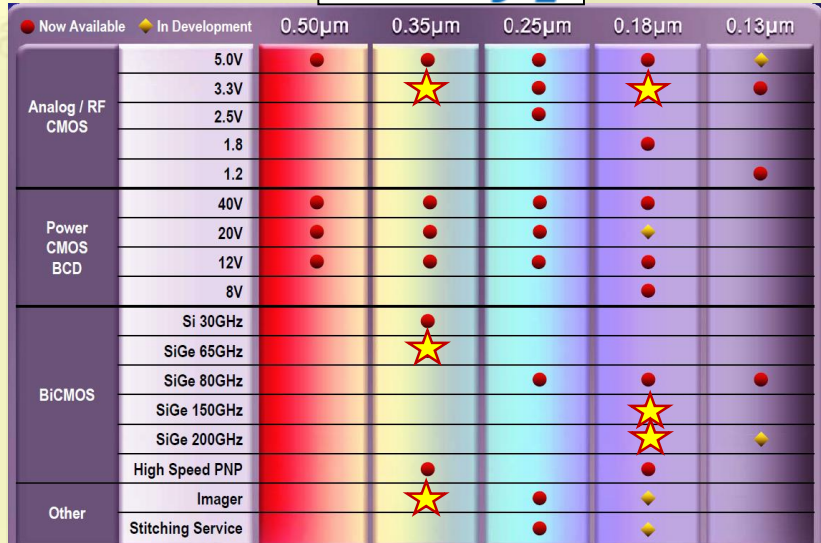 Now Available In Development 0.50µm 0.35µm 0.25µm 0.18µm 0.13µm
Analog / RF
CMOS
5.0V
3.3V
2.5V
1.8
1.2
Power
CMOS
BCD
40V
20V
12V
8V
BiCMOS
Si 30GHz
SiGe 65GHz
SiGe 80GHz
SiGe 150GHz
SiGe 200GHz
High Speed PNP
Other
Imager
Stitching Service